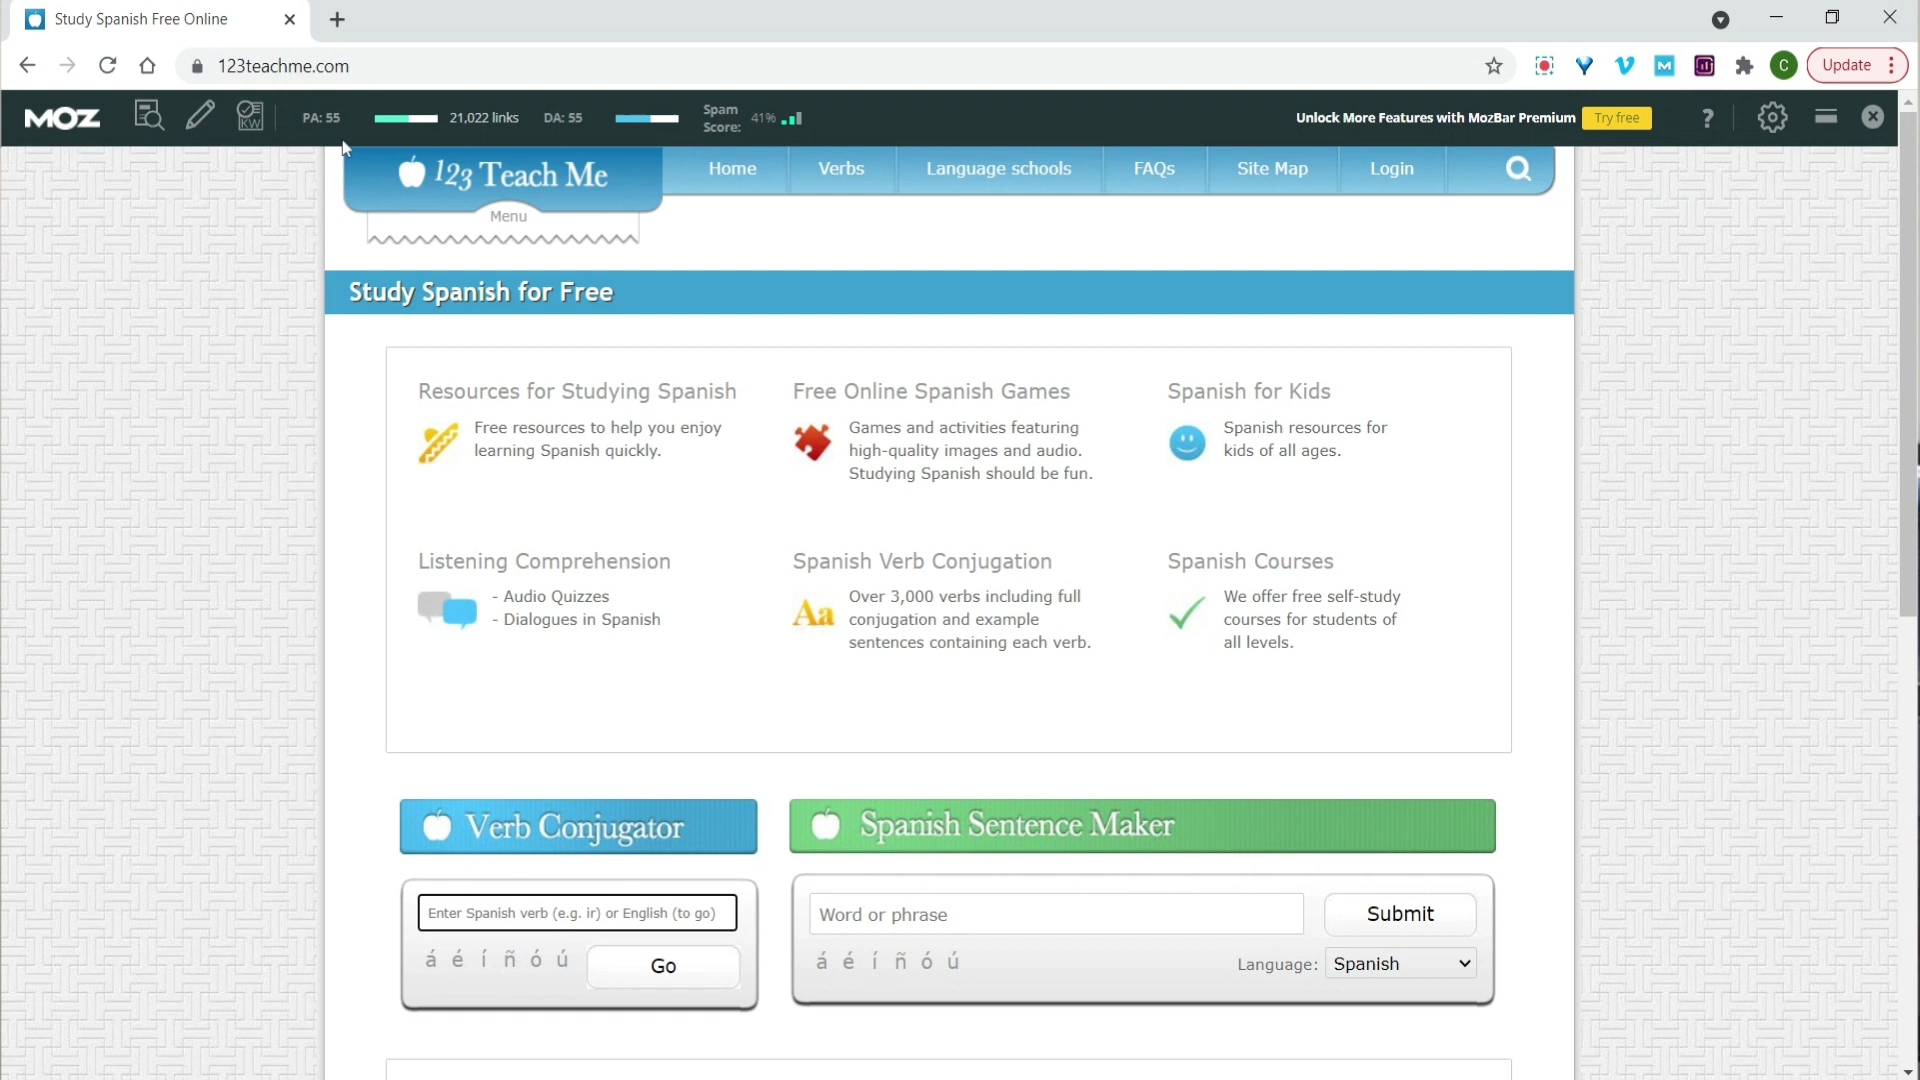 Study Spanish Free Online
123teachme.com
C
Update
MOZ
KW
PA: 55
21,022 links
DA: 55
Spam
Score:
41%
Unlock More Features with MozBar Premium
Try free
?
123 Teach Me
Home
Verbs
Language schools
FAQs
Site Map
Login
Menu
Study Spanish for Free
Resources for Studying Spanish
Free resources to help you enjoy
learning Spanish quickly.
Free Online Spanish Games
Games and activities featuring
high-quality images and audio.
Studying Spanish should be fun.
Spanish for Kids
Spanish resources for
kids of all ages.
Listening Comprehension
- Audio Quizzes
- Dialogues in Spanish
Spanish Verb Conjugation
Aa
Over 3,000 verbs including full
conjugation and example
sentences containing each verb.
Spanish Courses
We offer free self-study
courses for students of
all levels.
Verb Conjugator
Enter Spanish verb (e.g. ir) or English (to go)
á é í ñ ó ú
Go
Spanish Sentence Maker
Word or phrase
Submit
á é í ñ ó ú
Language: Spanish